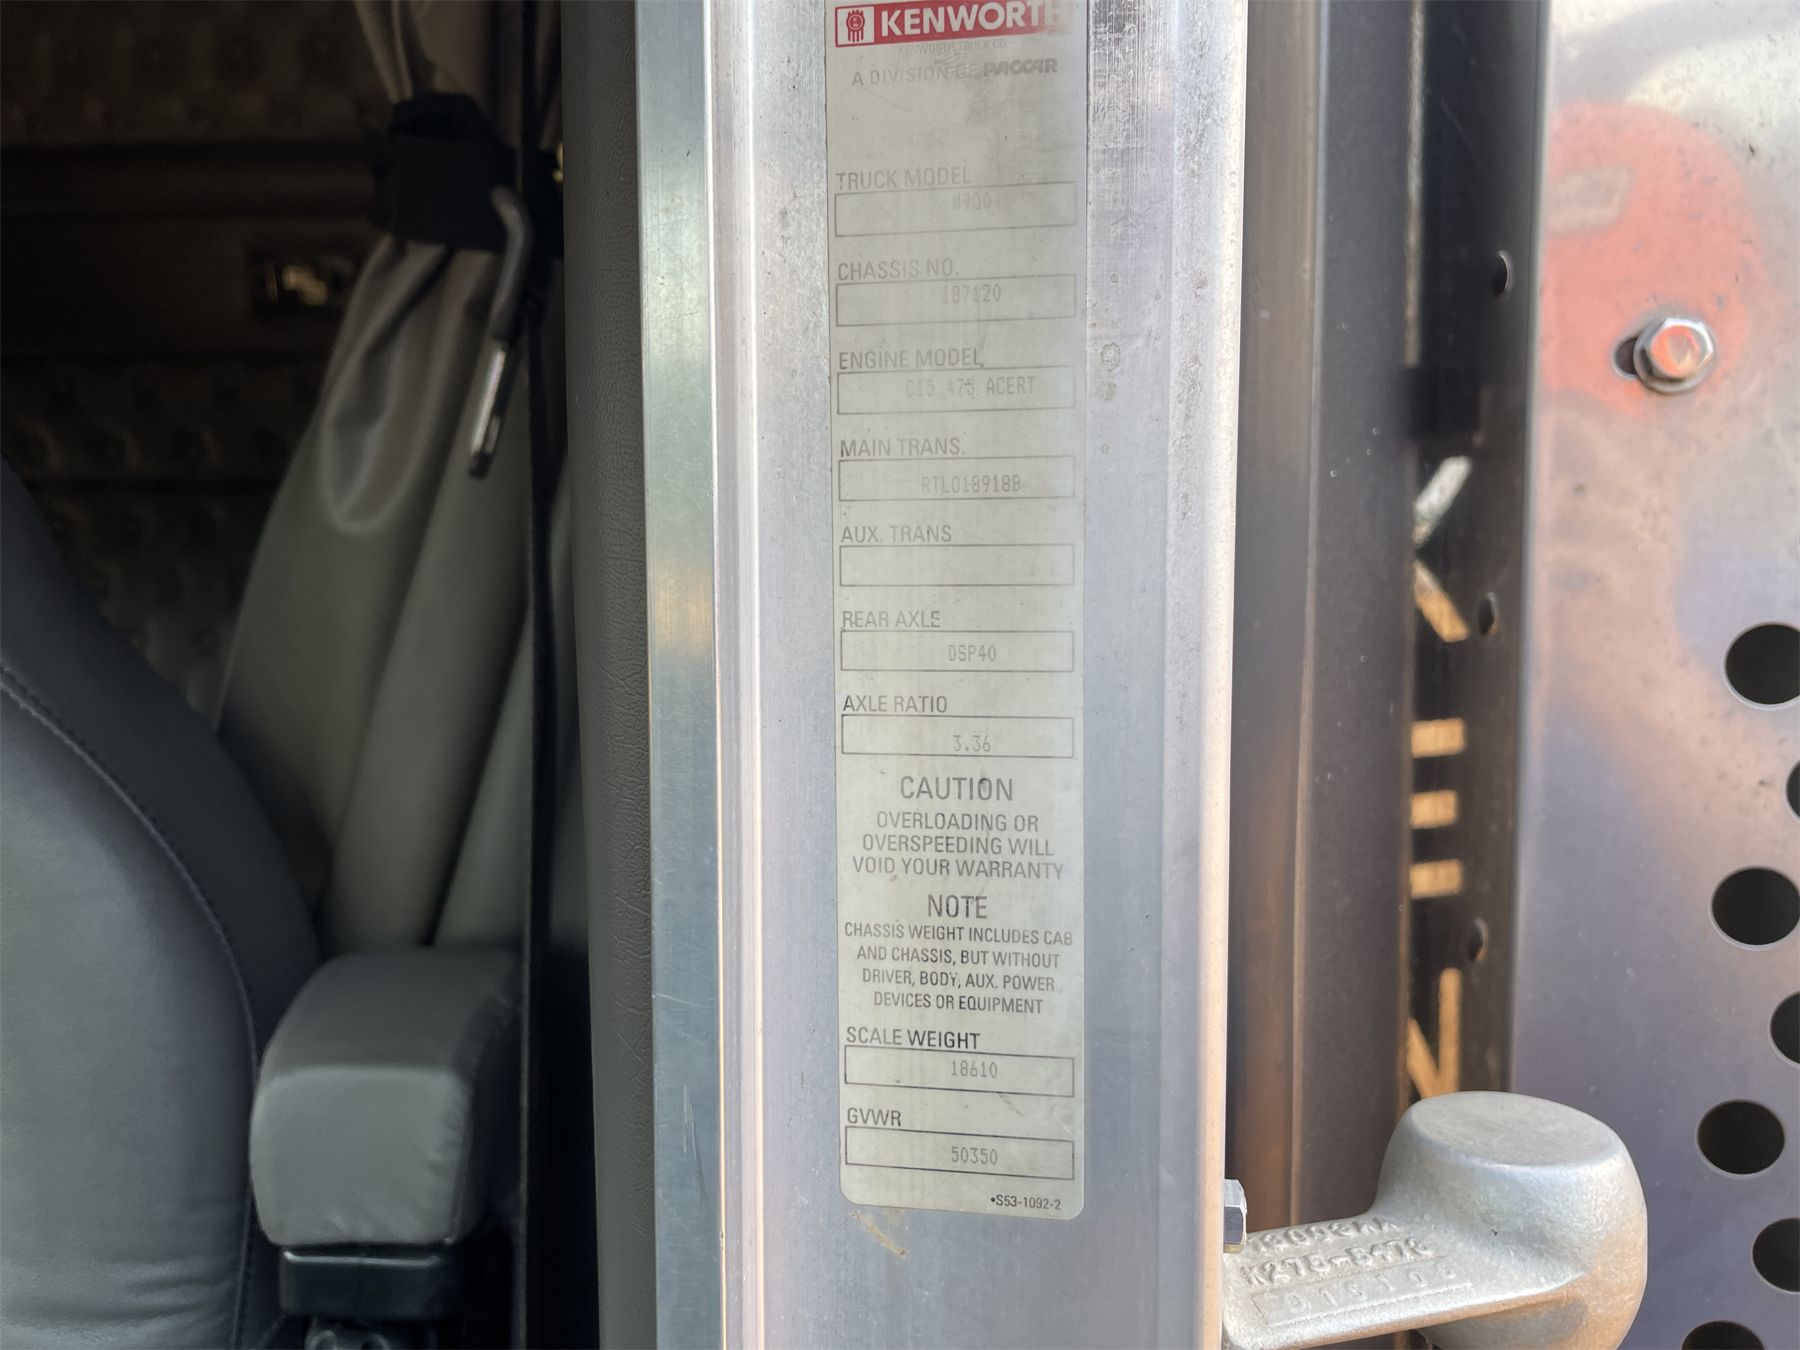 KENWORTH
KENWORTH TRUCK CO.
A DIVISION OF PACCAR
TRUCK MODEL
W900
CHASSIS NO.
187120
ENGINE MODEL
C15 475 ACERT
MAIN TRANS.
RTLO18918B
AUX. TRANS
REAR AXLE
DSP40
AXLE RATIO
3.36
CAUTION
OVERLOADING OR
OVERSPEEDING WILL
VOID YOUR WARRANTY
NOTE
CHASSIS WEIGHT INCLUDES CAB
AND CHASSIS, BUT WITHOUT
DRIVER, BODY, AUX. POWER
DEVICES OR EQUIPMENT
SCALE WEIGHT
18610
GVWR
50350
•S53-1092-2